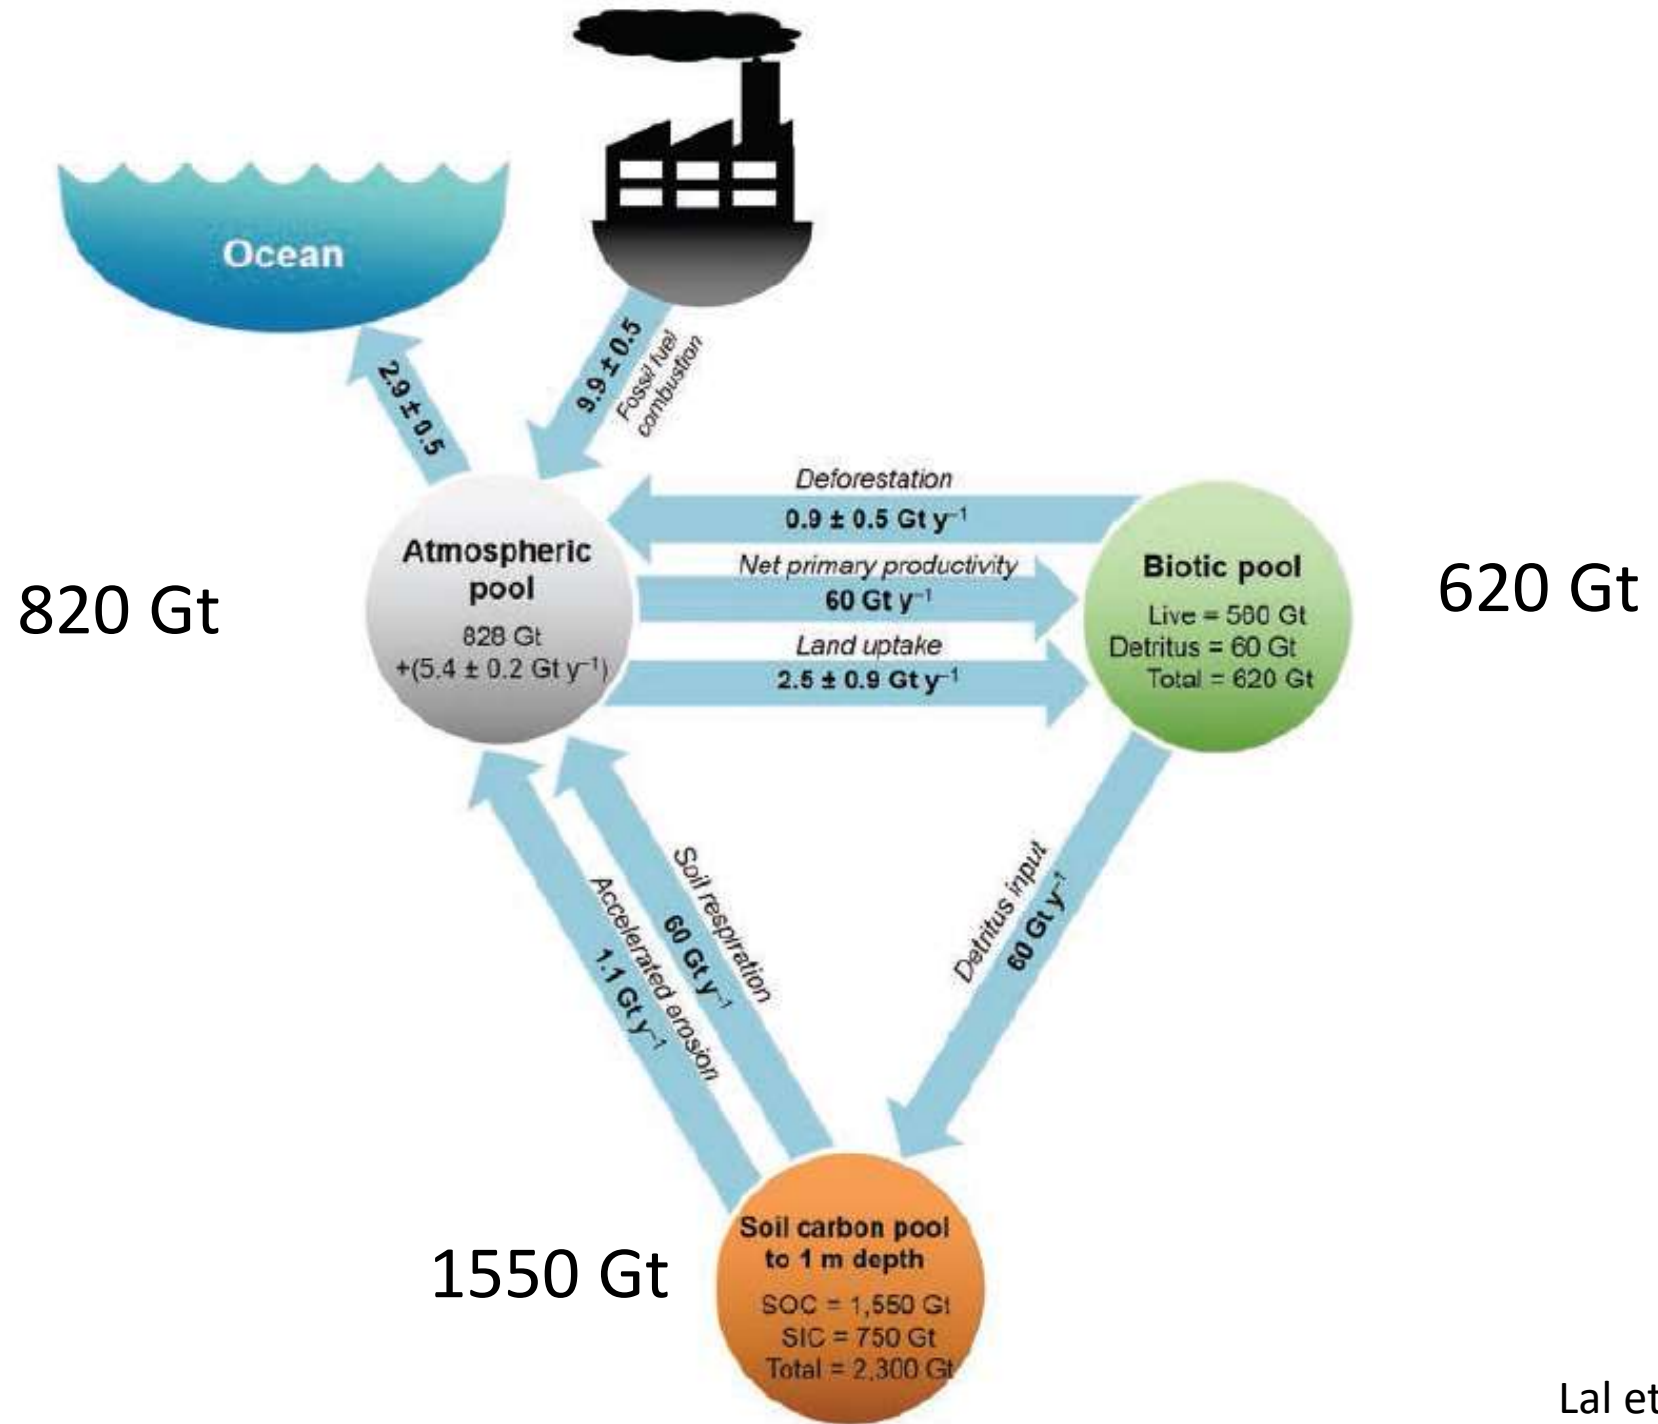 Ocean
2.9 ± 0.5
9.9 ± 0.5
Fossil fuel
combustion
Deforestation
0.9 ± 0.5 Gt y⁻¹
Net primary productivity
60 Gt y⁻¹
Land uptake
2.5 ± 0.9 Gt y⁻¹
820 Gt
Atmospheric
pool
828 Gt
+(5.4 ± 0.2 Gt y⁻¹)
Biotic pool
Live = 560 Gt
Detritus = 60 Gt
Total = 620 Gt
620 Gt
Accelerated erosion
1.1 Gt y⁻¹
Soil respiration
60 Gt y⁻¹
Detritus input
60 Gt y⁻¹
1550 Gt
Soil carbon pool
to 1 m depth
SOC = 1,550 Gt
SIC = 750 Gt
Total = 2,300 Gt
Lal et